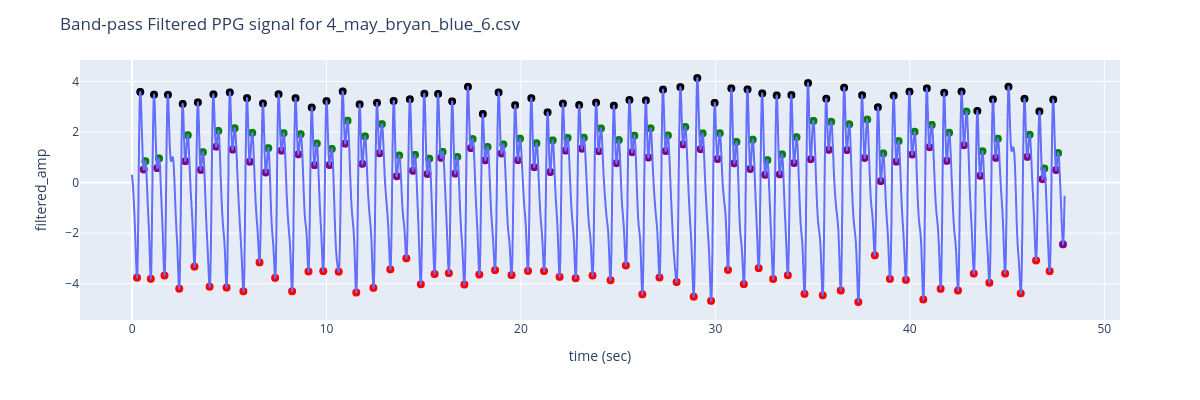 Band-pass Filtered PPG signal for 4_may_bryan_blue_6.csv
4
2
0
−2
−4
filtered_amp
0 10 20 30 40 50
time (sec)